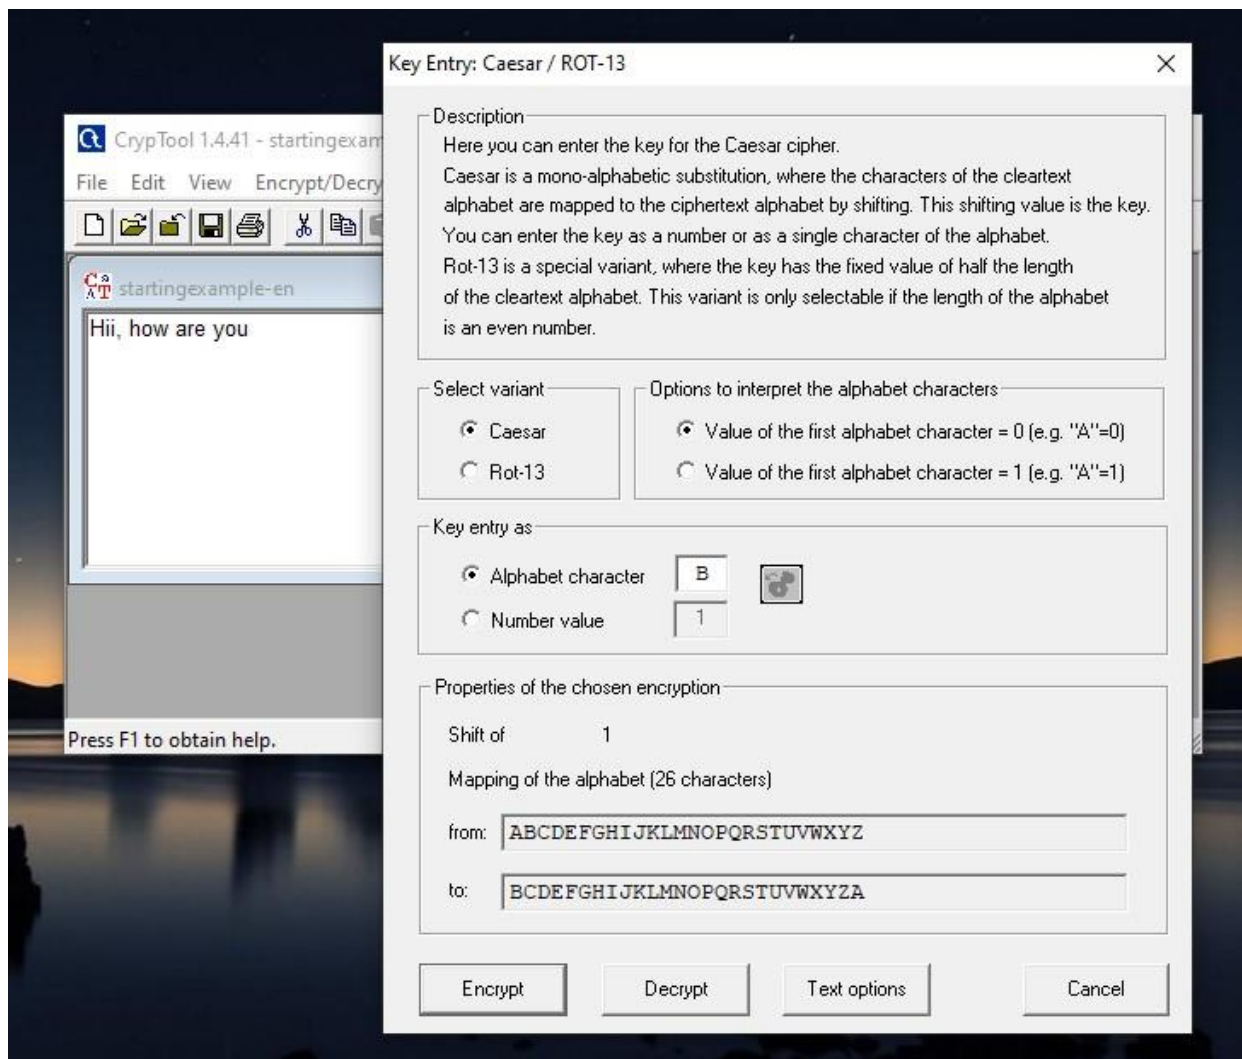 Key Entry: Caesar / ROT-13
CrypTool 1.4.41 - startingexam
File Edit View Encrypt/Decry
startingexample-en
Hii, how are you
Press F1 to obtain help.
Description
Here you can enter the key for the Caesar cipher.
Caesar is a mono-alphabetic substitution, where the characters of the cleartext
alphabet are mapped to the ciphertext alphabet by shifting. This shifting value is the key.
You can enter the key as a number or as a single character of the alphabet.
Rot-13 is a special variant, where the key has the fixed value of half the length
of the cleartext alphabet. This variant is only selectable if the length of the alphabet
is an even number.
Select variant
Caesar
Rot-13
Options to interpret the alphabet characters
Value of the first alphabet character = 0 (e.g. "A"=0)
Value of the first alphabet character = 1 (e.g. "A"=1)
Key entry as
Alphabet character B
Number value 1
Properties of the chosen encryption
Shift of 1
Mapping of the alphabet (26 characters)
from: ABCDEFGHIJKLMNOPQRSTUVWXYZ
to: BCDEFGHIJKLMNOPQRSTUVWXYZA
Encrypt Decrypt Text options Cancel